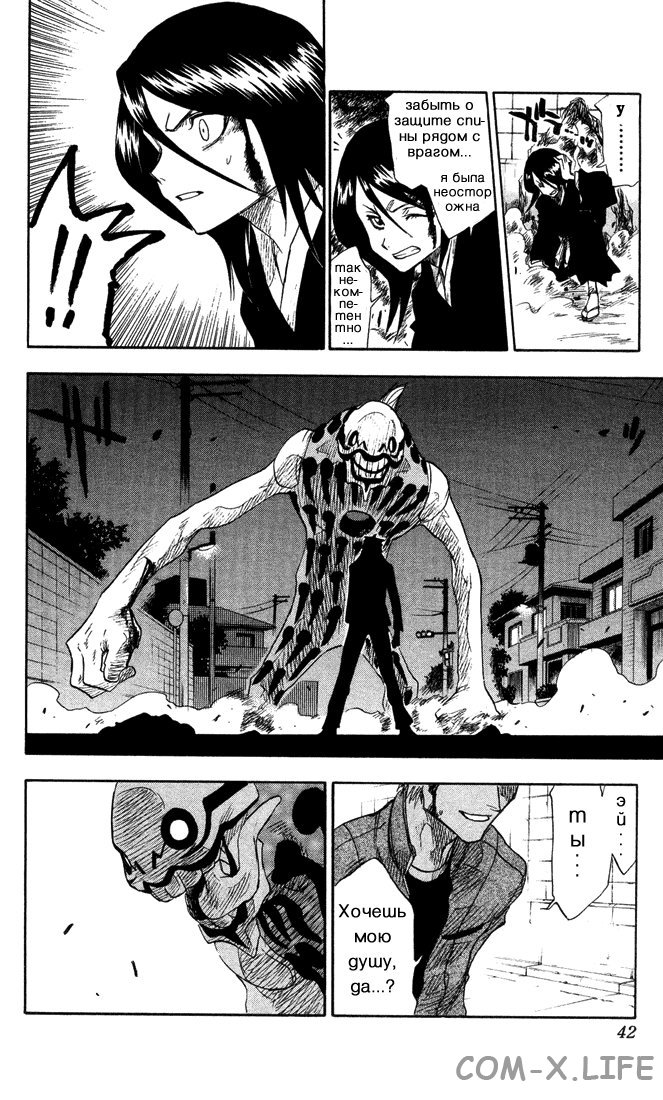 У
.........
забыть о
защите спи-
ны рядом с
врагом...
я была
неостор
ожна
так
не-
ком-
пе-
тен
тно
...
!!
эй...
ты...
Хочешь
мою
душу,
да...?
42
COM-X.LIFE